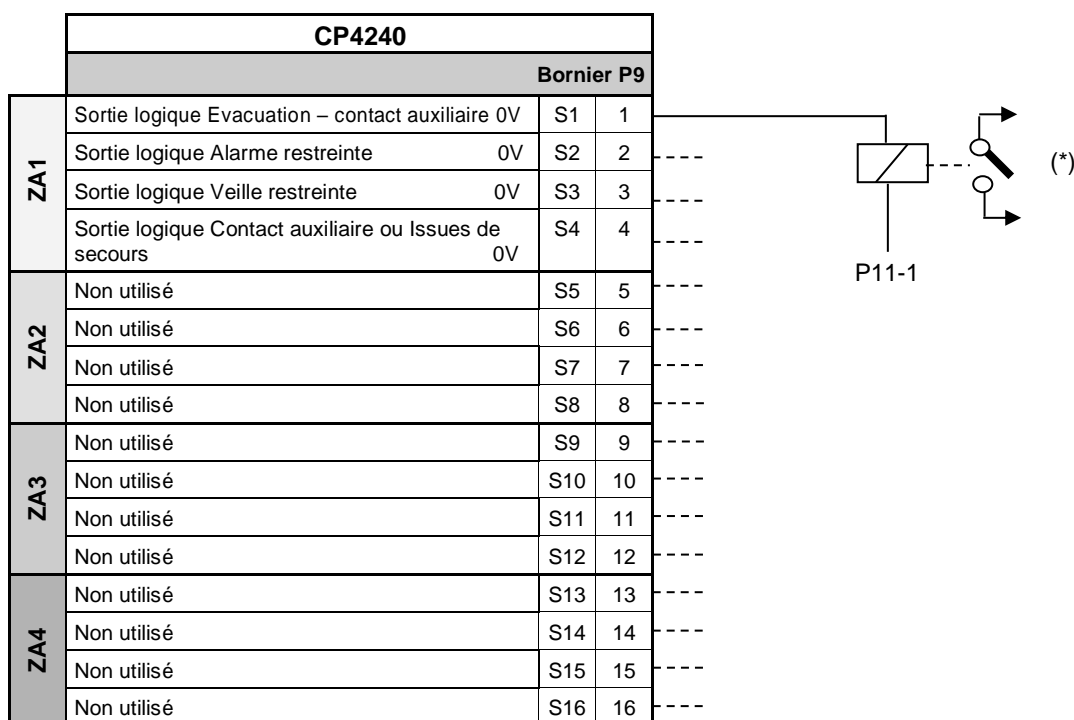 CP4240
Bornier P9
ZA1
Sortie logique Evacuation – contact auxiliaire 0V S1 1
Sortie logique Alarme restreinte 0V S2 2
Sortie logique Veille restreinte 0V S3 3
Sortie logique Contact auxiliaire ou Issues de
secours 0V S4 4
(*)
P11-1
ZA2
Non utilisé S5 5
Non utilisé S6 6
Non utilisé S7 7
Non utilisé S8 8
ZA3
Non utilisé S9 9
Non utilisé S10 10
Non utilisé S11 11
Non utilisé S12 12
ZA4
Non utilisé S13 13
Non utilisé S14 14
Non utilisé S15 15
Non utilisé S16 16